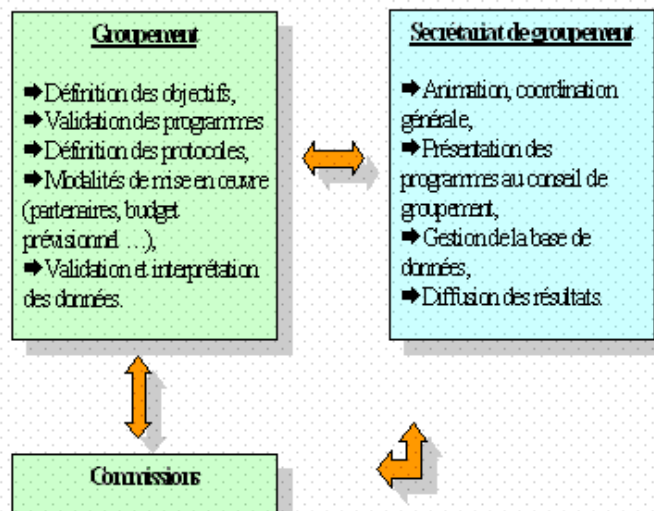 Groupement
➡Définition des objectifs,
➡Validation des programmes
➡Définition des protocoles,
➡Modalités de mise en œuvre
(partenaires, budget
prévisionnel …),
➡Validation et interprétation
des données.
Secrétariat de groupement
➡Animation, coordination
générale,
➡Présentation des
programmes au conseil de
groupement,
➡Gestion de la base de
données,
➡Diffusion des résultats.
Commissions